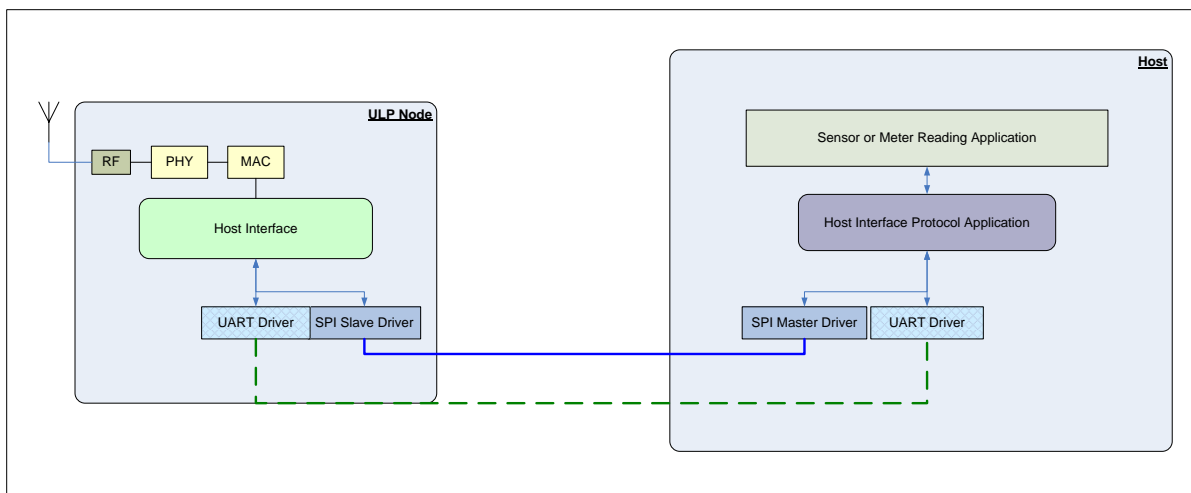 Host
ULP Node
Sensor or Meter Reading Application
RF
PHY
MAC
Host Interface
Host Interface Protocol Application
UART Driver
SPI Slave Driver
SPI Master Driver
UART Driver